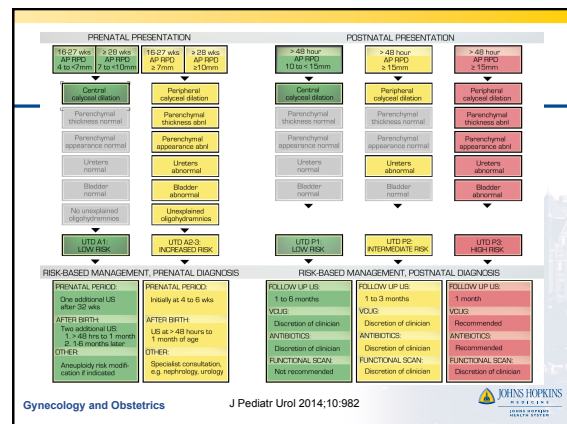 PRENATAL PRESENTATION
16-27 wks
AP RPD
4 to <7mm
≥ 28 wks
AP RPD
7 to <10mm
16-27 wks
AP RPD
≥ 7mm
≥ 28 wks
AP RPD
≥10mm
Central
calyceal dilation
Parenchymal
thickness normal
Parenchymal
appearance normal
Ureters
normal
Bladder
normal
No unexplained
oligohydramnios
UTD A1:
LOW RISK
Peripheral
calyceal dilation
Parenchymal
thickness abnl
Parenchymal
appearance abnl
Ureters
abnormal
Bladder
abnormal
Unexplained
oligohydramnios
UTD A2-3:
INCREASED RISK
POSTNATAL PRESENTATION
> 48 hour
AP RPD
10 to < 15mm
> 48 hour
AP RPD
≥ 15mm
> 48 hour
AP RPD
≥ 15mm
Central
calyceal dilation
Parenchymal
thickness normal
Parenchymal
appearance normal
Ureters
normal
Bladder
normal
UTD P1:
LOW RISK
Peripheral
calyceal dilation
Parenchymal
thickness normal
Parenchymal
appearance normal
Ureters
abnormal
Bladder
normal
UTD P2:
INTERMEDIATE RISK
Peripheral
calyceal dilation
Parenchymal
thickness abnl
Parenchymal
appearance abnl
Ureters
abnormal
Bladder
abnormal
UTD P3:
HIGH RISK
RISK-BASED MANAGEMENT, PRENATAL DIAGNOSIS
PRENATAL PERIOD:
One additional US
after 32 wks
AFTER BIRTH:
Two additional US:
1. > 48 hrs to 1 month
2. 1-6 months later
OTHER:
Aneuploidy risk modifi-
cation if indicated
PRENATAL PERIOD:
Initially at 4 to 6 wks
AFTER BIRTH:
US at > 48 hours to
1 month of age
OTHER:
Specialist consultation,
e.g. nephrology, urology
RISK-BASED MANAGEMENT, POSTNATAL DIAGNOSIS
FOLLOW UP US:
1 to 6 months
VCUG:
Discretion of clinician
ANTIBIOTICS:
Discretion of clinician
FUNCTIONAL SCAN:
Not recommended
FOLLOW UP US:
1 to 3 months
VCUG:
Discretion of clinician
ANTIBIOTICS:
Discretion of clinician
FUNCTIONAL SCAN:
Discretion of clinician
FOLLOW UP US:
1 month
VCUG:
Recommended
ANTIBIOTICS:
Recommended
FUNCTIONAL SCAN:
Discretion of clinician
Gynecology and Obstetrics
J Pediatr Urol 2014;10:982
JOHNS HOPKINS
MEDICINE
JOHNS HOPKINS
HEALTH SYSTEM